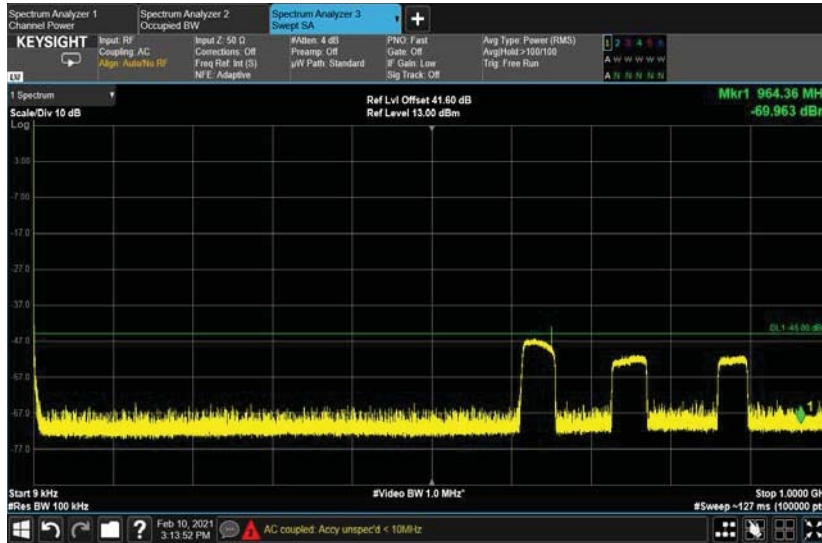 Spectrum Analyzer 1
Channel Power
Spectrum Analyzer 2
Occupied BW
Spectrum Analyzer 3
Swept SA
KEYSIGHT
Input: RF
Coupling: AC
Align: Auto/No RF
Input Z: 50 Ω
Corrections: Off
Freq Ref: Int (S)
NFE: Adaptive
#Atten: 4 dB
Preamp: Off
µW Path: Standard
PNO: Fast
Gate: Off
IF Gain: Low
Sig Track: Off
Avg Type: Power (RMS)
Avg|Hold:>100/100
Trig: Free Run
1 2 3 4 5 6
A W W W W W
A N N N N N
LXI
1 Spectrum
Scale/Div 10 dB
Log
Ref Lvl Offset 41.60 dB
Ref Level 13.00 dBm
Mkr1 964.36 MH
-69.963 dBr
3.00
-7.00
-17.0
-27.0
-37.0
-47.0
-57.0
-67.0
-77.0
DL1 -45.00 dB
1
Start 9 kHz
#Res BW 100 kHz
#Video BW 1.0 MHz*
Stop 1.0000 GH
#Sweep ~127 ms (100000 pt
Feb 10, 2021
3:13:52 PM
AC coupled: Accy unspec'd < 10MHz